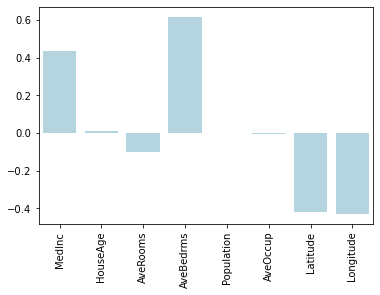 0.6
0.4
0.2
0.0
−0.2
−0.4
MedInc
HouseAge
AveRooms
AveBedrms
Population
AveOccup
Latitude
Longitude